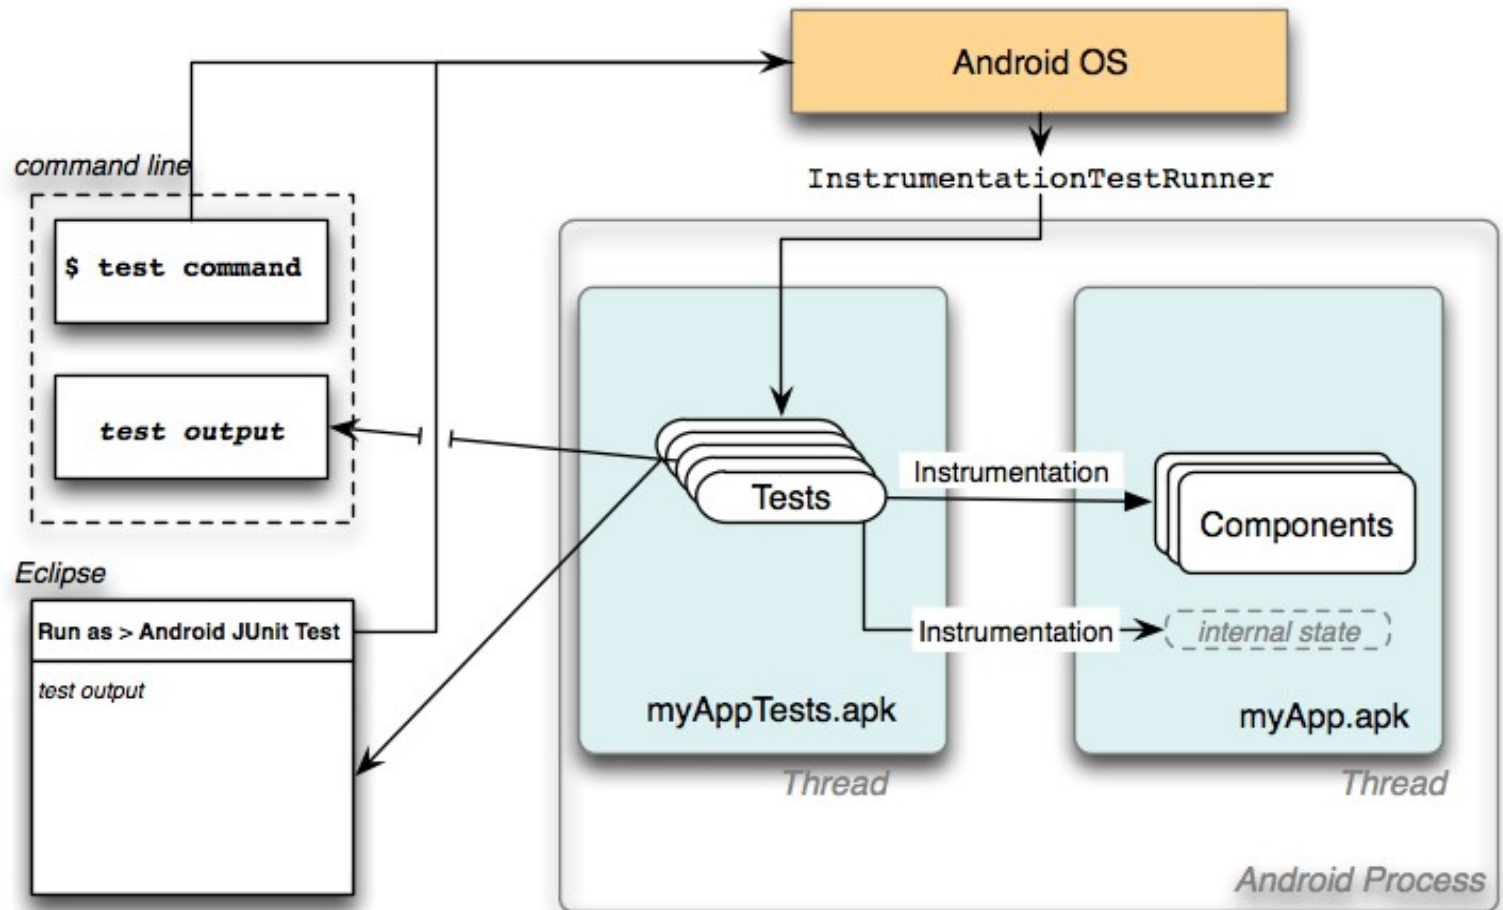 Android OS
command line
InstrumentationTestRunner
$ test command
test output
Instrumentation
Tests
Components
Eclipse
Run as > Android JUnit Test
Instrumentation
internal state
test output
myAppTests.apk
myApp.apk
Thread
Thread
Android Process